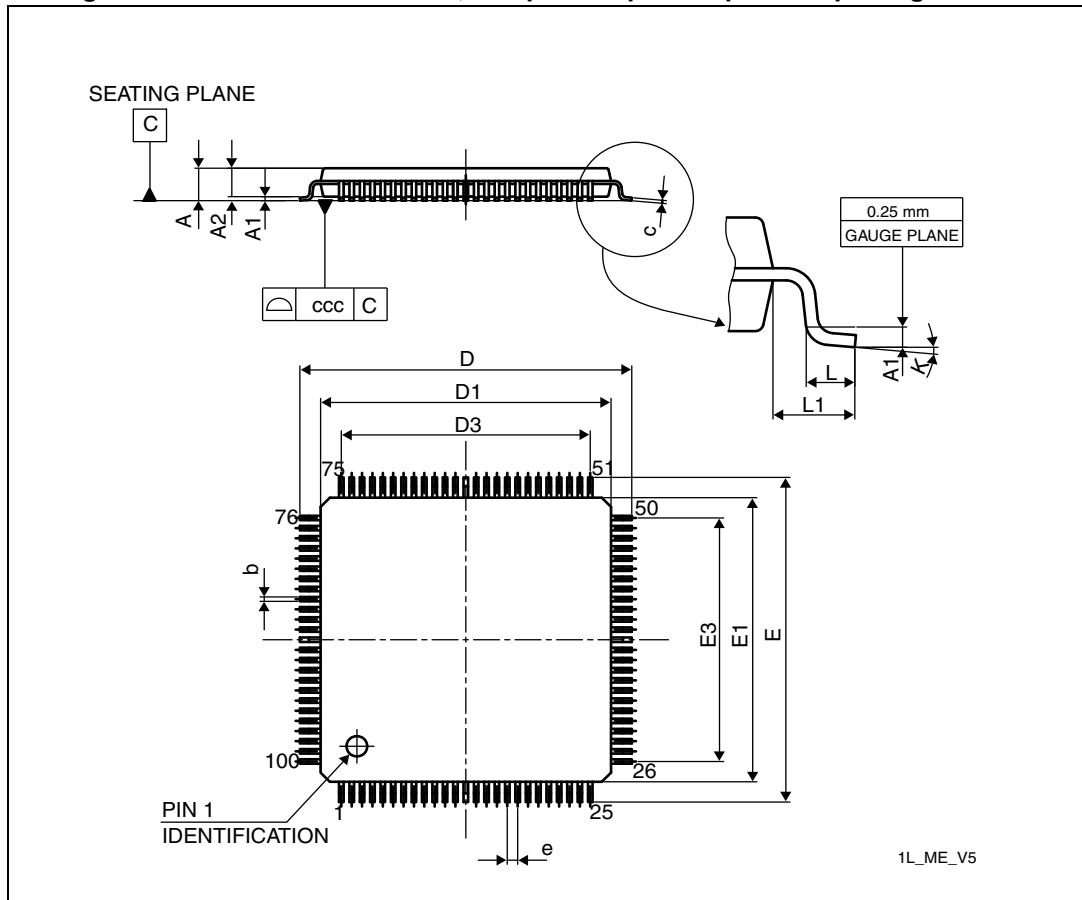 SEATING PLANE
C
A
A2
A1
c
0.25 mm
GAUGE PLANE
ccc C
A1
K
L
L1
D
D1
D3
75
51
76
50
b
E3
E1
E
100
26
PIN 1
IDENTIFICATION
1
25
e
1L_ME_V5